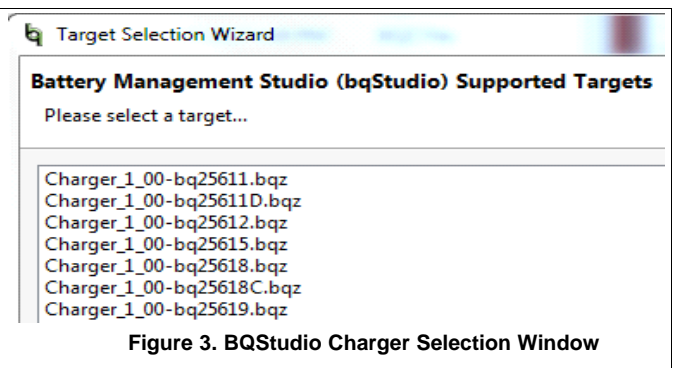 Target Selection Wizard
Battery Management Studio (bqStudio) Supported Targets
Please select a target...
Charger_1_00-bq25611.bqz
Charger_1_00-bq25611D.bqz
Charger_1_00-bq25612.bqz
Charger_1_00-bq25615.bqz
Charger_1_00-bq25618.bqz
Charger_1_00-bq25618C.bqz
Charger_1_00-bq25619.bqz
Figure 3. BQStudio Charger Selection Window